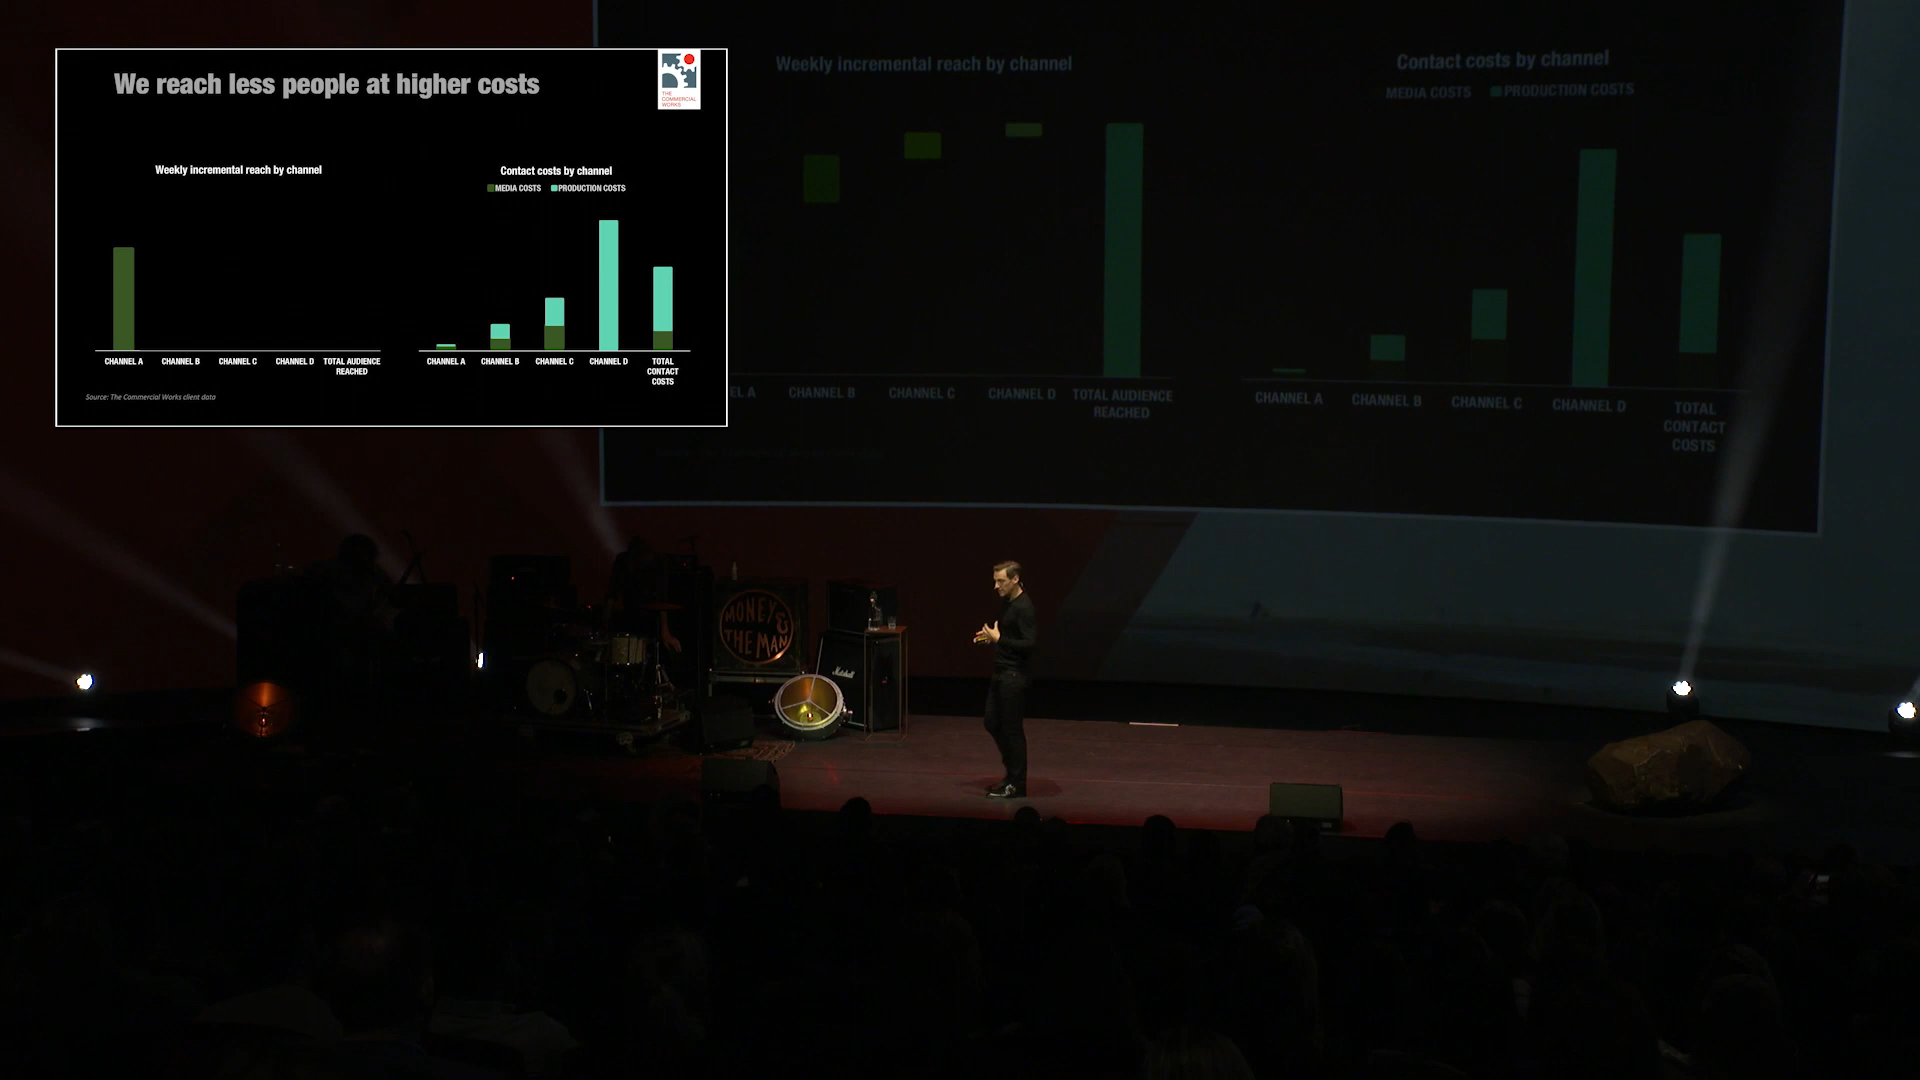 We reach less people at higher costs
THE
COMMERCIAL
WORKS
Weekly incremental reach by channel
CHANNEL A
CHANNEL B
CHANNEL C
CHANNEL D
TOTAL AUDIENCE
REACHED
Contact costs by channel
MEDIA COSTS
PRODUCTION COSTS
CHANNEL A
CHANNEL B
CHANNEL C
CHANNEL D
TOTAL
CONTACT
COSTS
Source: The Commercial Works client data
Weekly incremental reach by channel
EL A
CHANNEL B
CHANNEL C
CHANNEL D
TOTAL AUDIENCE
REACHED
Contact costs by channel
MEDIA COSTS
PRODUCTION COSTS
CHANNEL A
CHANNEL B
CHANNEL C
CHANNEL D
TOTAL
CONTACT
COSTS
MONEY &
THE MAN
Marshall